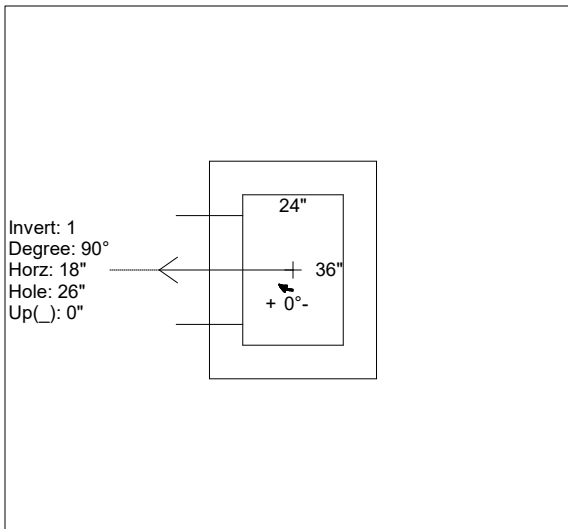 24"
Invert: 1
Degree: 90°
Horz: 18"
Hole: 26"
Up(_): 0"
36"
+ 0°-